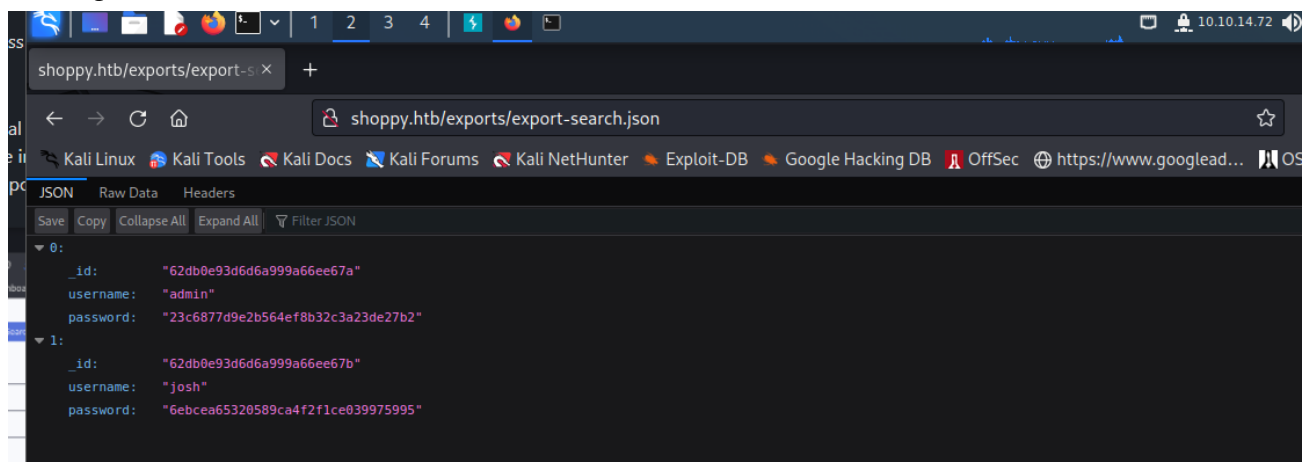 1 2 3 4 10.10.14.72
ss
shoppy.htb/exports/export-s
shoppy.htb/exports/export-search.json
al
Kali Linux Kali Tools Kali Docs Kali Forums Kali NetHunter Exploit-DB Google Hacking DB OffSec https://www.googlead... OS
JSON Raw Data Headers
Save Copy Collapse All Expand All Filter JSON
0:
_id: "62db0e93d6d6a999a66ee67a"
username: "admin"
password: "23c6877d9e2b564ef8b32c3a23de27b2"
1:
_id: "62db0e93d6d6a999a66ee67b"
username: "josh"
password: "6ebcea65320589ca4f2f1ce039975995"